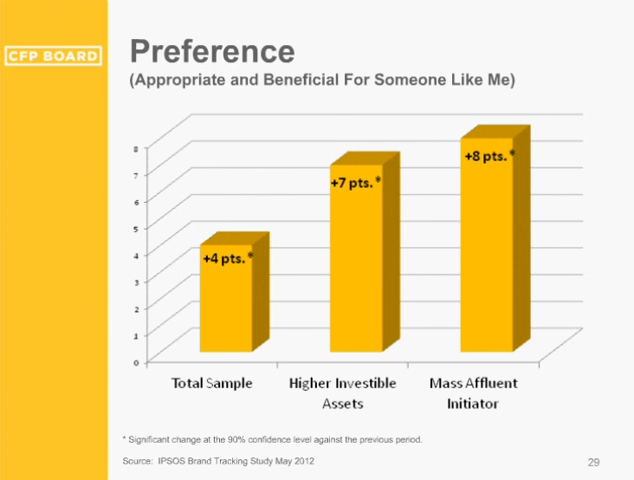 CFP BOARD
Preference
(Appropriate and Beneficial For Someone Like Me)
8
7
6
5
4
3
2
1
0
+4 pts.*
+7 pts.*
+8 pts.*
Total Sample
Higher Investible
Assets
Mass Affluent
Initiator
* Significant change at the 90% confidence level against the previous period.
Source: IPSOS Brand Tracking Study May 2012
29